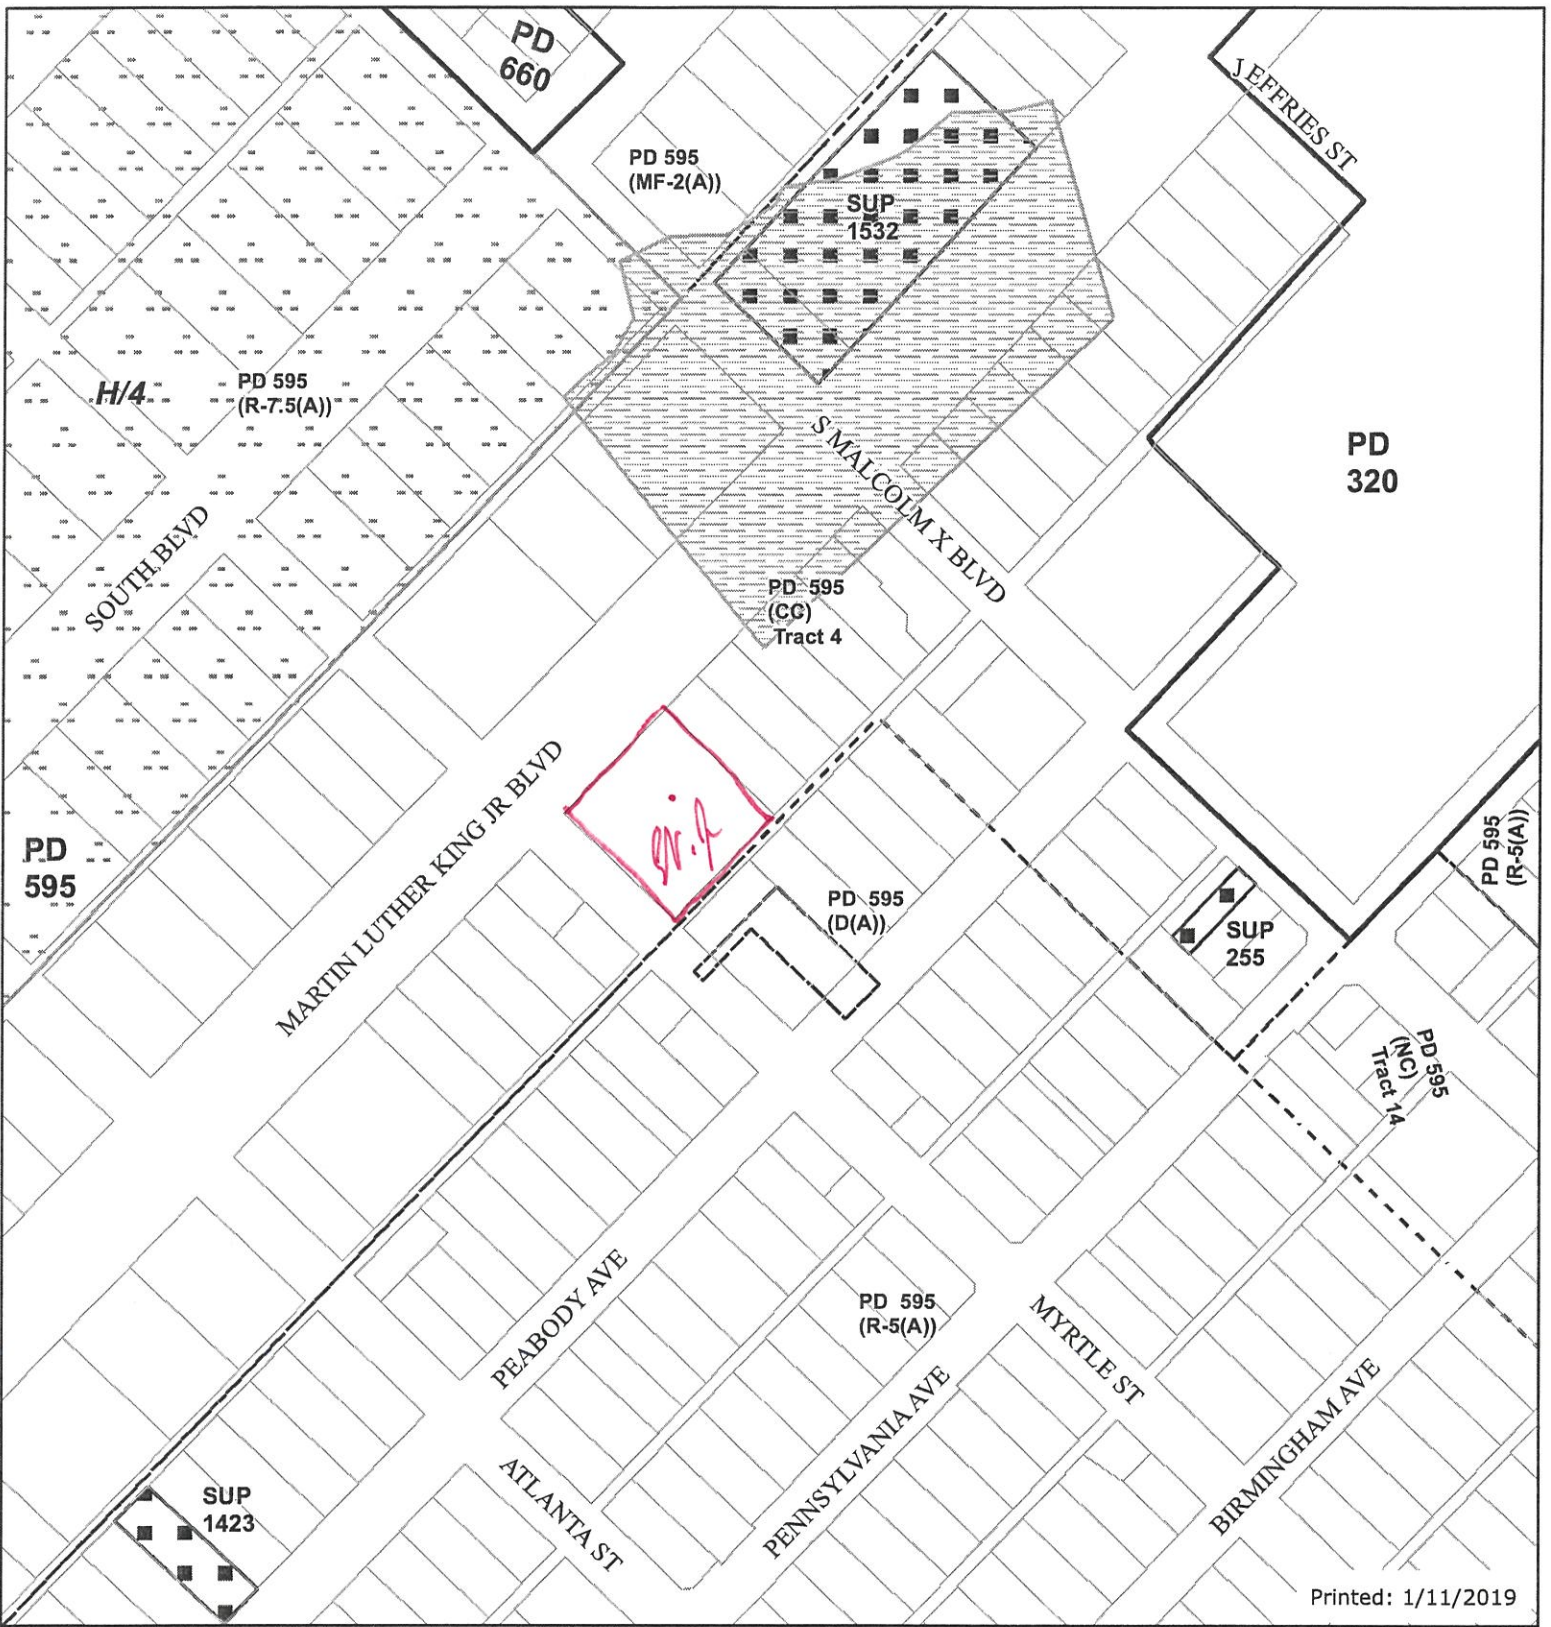 PD
660
JEFFRIES ST
PD 595
(MF-2(A))
SUP
1532
H/4
PD 595
(R-7.5(A))
S MALCOLM X BLVD
PD
320
SOUTH BLVD
PD 595
(CC)
Tract 4
MARTIN LUTHER KING JR BLVD
PD
595
PD 595
(R-5(A))
PD 595
(D(A))
SUP
255
PD 595
(NC)
Tract 14
PEABODY AVE
PD 595
(R-5(A))
MYRTLE ST
PENNSYLVANIA AVE
BIRMINGHAM AVE
ATLANTA ST
SUP
1423
Printed: 1/11/2019